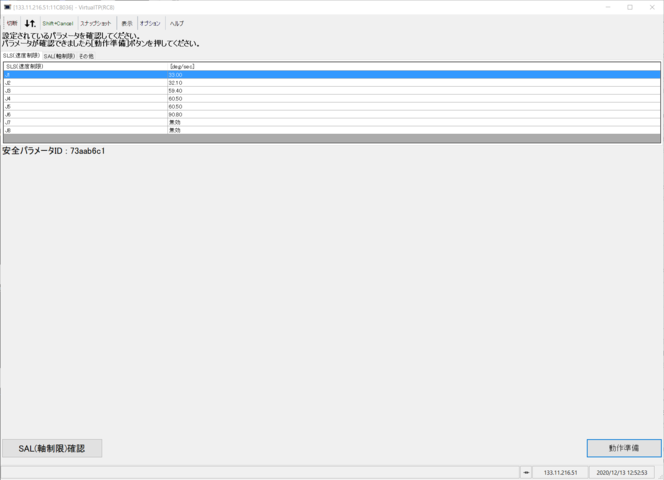 [133.11.216.51:11C8036] - VirtualTP(RC8)
切断 Shift+Cancel スナップショット 表示 オプション ヘルプ
設定されているパラメータを確認してください。
パラメータが確認できましたら[動作準備]ボタンを押してください。
SLS(速度制限) SAL(軸制限) その他
SLS(速度制限) [deg/sec]
J1 33.00
J2 32.10
J3 59.40
J4 60.50
J5 60.50
J6 90.80
J7 無効
J8 無効
安全パラメータID : 73aab6c1
SAL(軸制限)確認 動作準備
133.11.216.51 2020/12/13 12:52:53